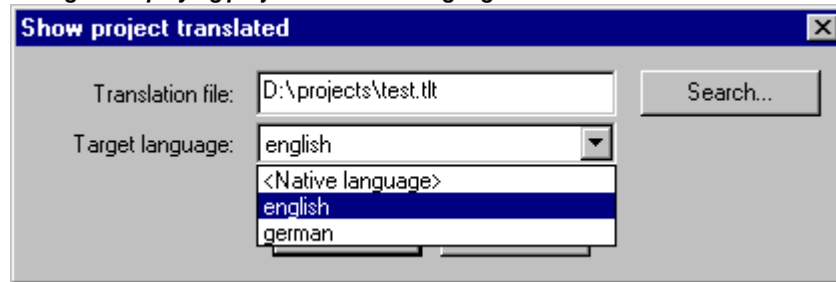 Show project translated
Translation file: D:\projects\test.tlt Search...
Target language: english
<Native language>
english
german